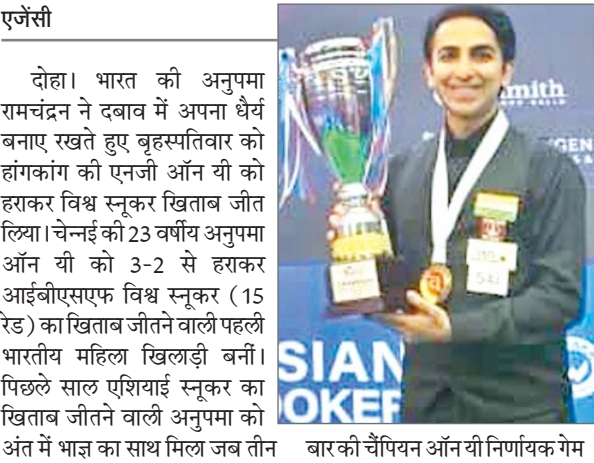 एजेंसी
दोहा। भारत की अनुपमा
रामचंद्रन ने दबाव में अपना धैर्य
बनाए रखते हुए बृहस्पतिवार को
हांगकांग की एनजी ऑन यी को
हराकर विश्व स्नूकर खिताब जीत
लिया। चेन्नई की 23 वर्षीय अनुपमा
ऑन यी को 3-2 से हराकर
आईबीएसएफ विश्व स्नूकर (15
रेड) का खिताब जीतने वाली पहली
भारतीय महिला खिलाड़ी बनीं।
पिछले साल एशियाई स्नूकर का
खिताब जीतने वाली अनुपमा को
अंत में भाज्ञ का साथ मिला जब तीन
बार की चैंपियन ऑन यी निर्णायक गेम
mith
SIAN
OOKER